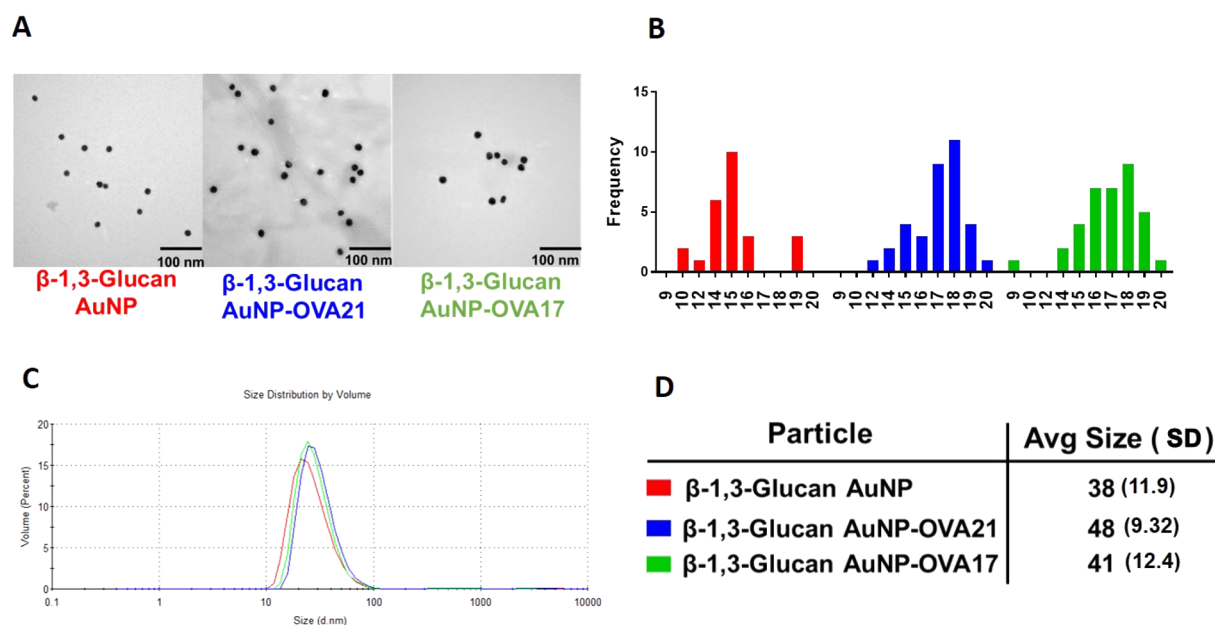 A
100 nm
100 nm
100 nm
β-1,3-Glucan
AuNP
β-1,3-Glucan
AuNP-OVA21
β-1,3-Glucan
AuNP-OVA17
B
Frequency
15
10
5
0
9 10 12 14 15 16 17 18 19 20 9 10 12 14 15 16 17 18 19 20 9 10 12 14 15 16 17 18 19 20
C
Size Distribution by Volume
Volume (Percent)
20
15
10
5
0
0.1 1 10 100 1000 10000
Size (d.nm)
D
Particle Avg Size ( SD)
β-1,3-Glucan AuNP 38 (11.9)
β-1,3-Glucan AuNP-OVA21 48 (9.32)
β-1,3-Glucan AuNP-OVA17 41 (12.4)